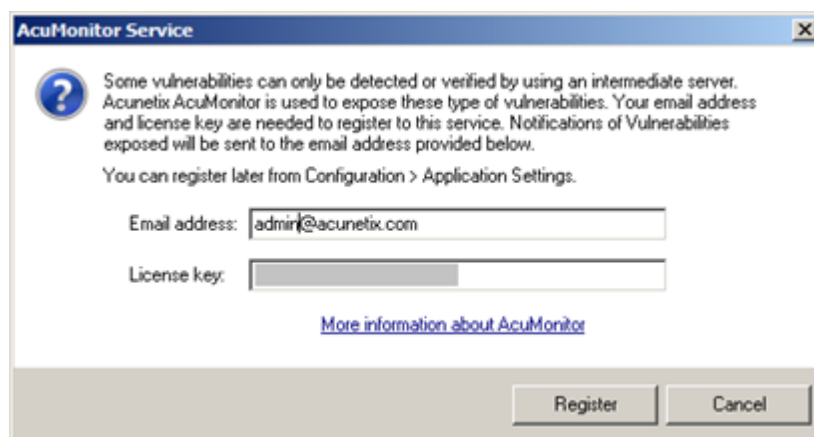 AcuMonitor Service
Some vulnerabilities can only be detected or verified by using an intermediate server.
Acunetix AcuMonitor is used to expose these type of vulnerabilities. Your email address
and license key are needed to register to this service. Notifications of Vulnerabilities
exposed will be sent to the email address provided below.
You can register later from Configuration > Application Settings.
Email address: admin@acunetix.com
License key:
More information about AcuMonitor
Register Cancel